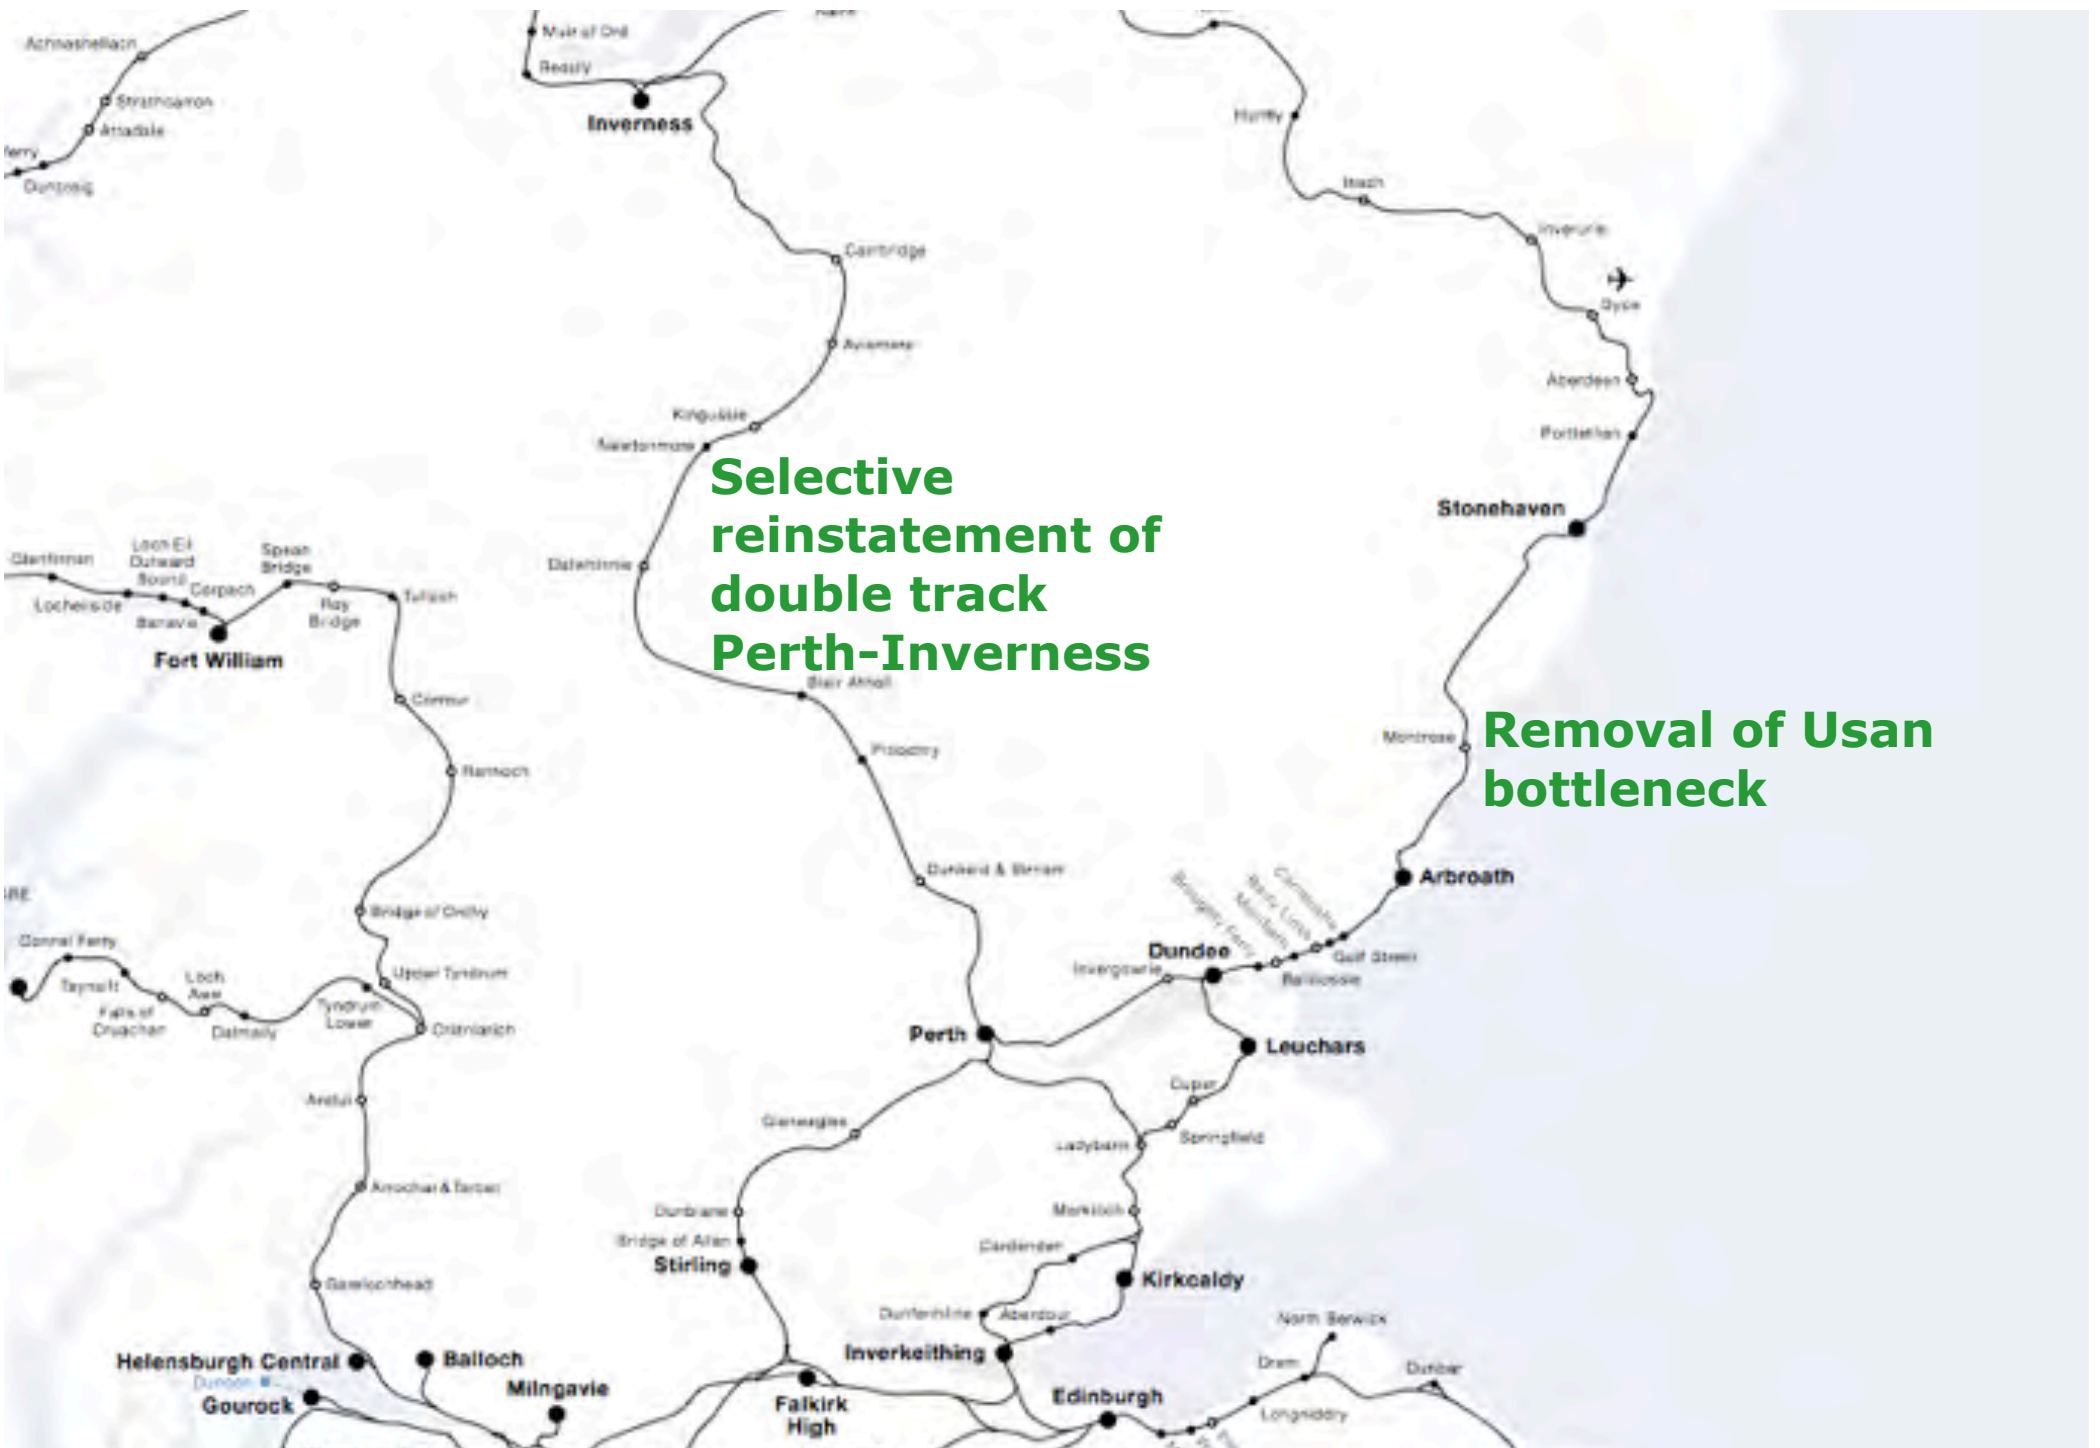 Muir of Ord
Beauly
Achnashellach
Strathcarron
Attadale
Duncraig
Inverness
Huntly
Insch
Inverurie
Dyce
Aberdeen
Portlethen
Stonehaven
Carrbridge
Aviemore
Kingussie
Newtonmore
Selective
reinstatement of
double track
Perth-Inverness
Dalwhinnie
Blair Atholl
Pitlochry
Dunkeld & Birnam
Glenfinnan
Loch Eil
Outward
Bound
Corpach
Locheilside
Banavie
Spean
Bridge
Roy
Bridge
Tulloch
Fort William
Corrour
Rannoch
Bridge of Orchy
Upper Tyndrum
Tyndrum
Lower
Crianlarich
Connel Ferry
Taynuilt
Falls of
Cruachan
Loch
Awe
Dalmally
Ardlui
Arrochar & Tarbet
Garelochhead
Montrose
Removal of Usan
bottleneck
Arbroath
Carnoustie
Barry Links
Monifieth
Broughty Ferry
Golf Street
Balmossie
Dundee
Invergowrie
Perth
Leuchars
Cupar
Springfield
Ladybank
Markinch
Gleneagles
Dunblane
Bridge of Allan
Stirling
Cardenden
Kirkcaldy
Dunfermline
Aberdour
Inverkeithing
North Berwick
Drem
Dunbar
Longniddry
Edinburgh
Helensburgh Central
Dunoon
Gourock
Balloch
Milngavie
Falkirk
High